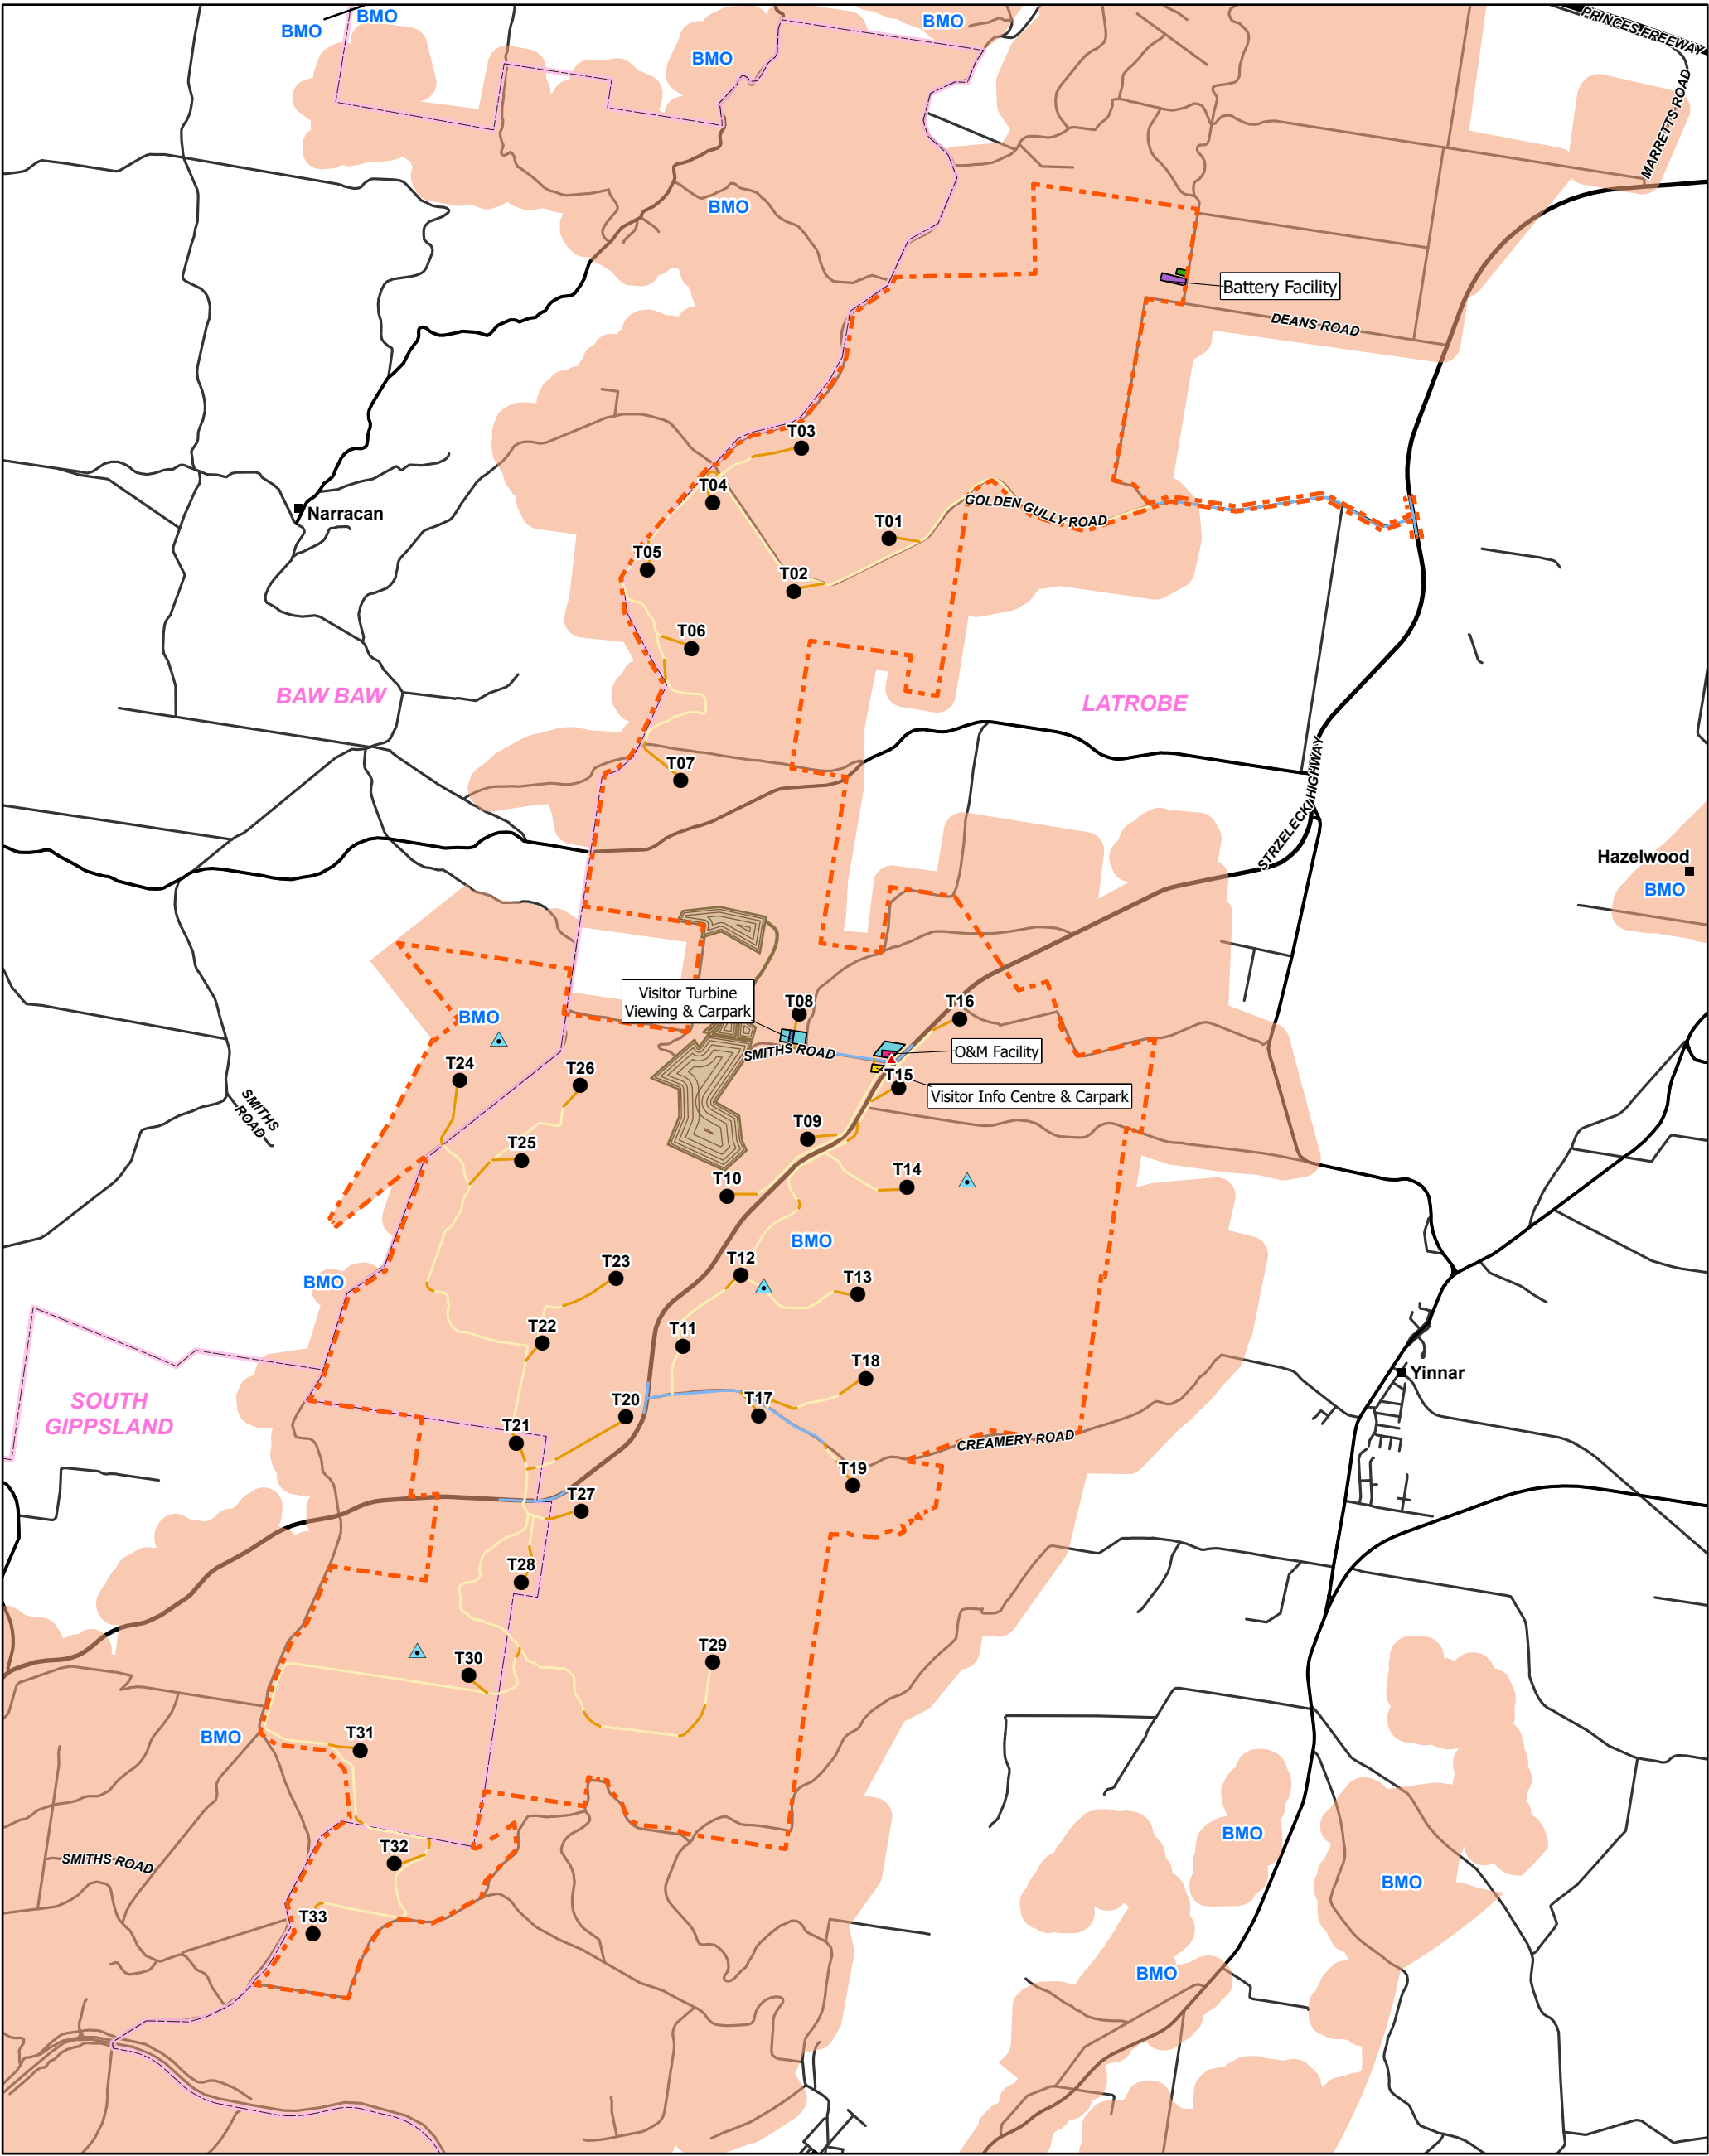 BMO
BMO
BMO
PRINCES FREEWAY
BMO
MARRETTS ROAD
BMO
Battery Facility
DEANS ROAD
T03
T04
GOLDEN GULLY ROAD
Narracan
T01
T05
T02
T06
BAW BAW
LATROBE
T07
STRZELECKI HIGHWAY
Hazelwood
BMO
Visitor Turbine
Viewing & Carpark
T08
T16
BMO
SMITHS ROAD
O&M Facility
T24
T26
T15
Visitor Info Centre & Carpark
SMITHS
ROAD
T09
T25
T14
T10
BMO
T23
T12
BMO
T13
T22
T11
T18
Yinnar
SOUTH
GIPPSLAND
T20
T17
T21
CREAMERY ROAD
T19
T27
T28
T29
T30
BMO
T31
BMO
T32
SMITHS ROAD
BMO
T33
BMO